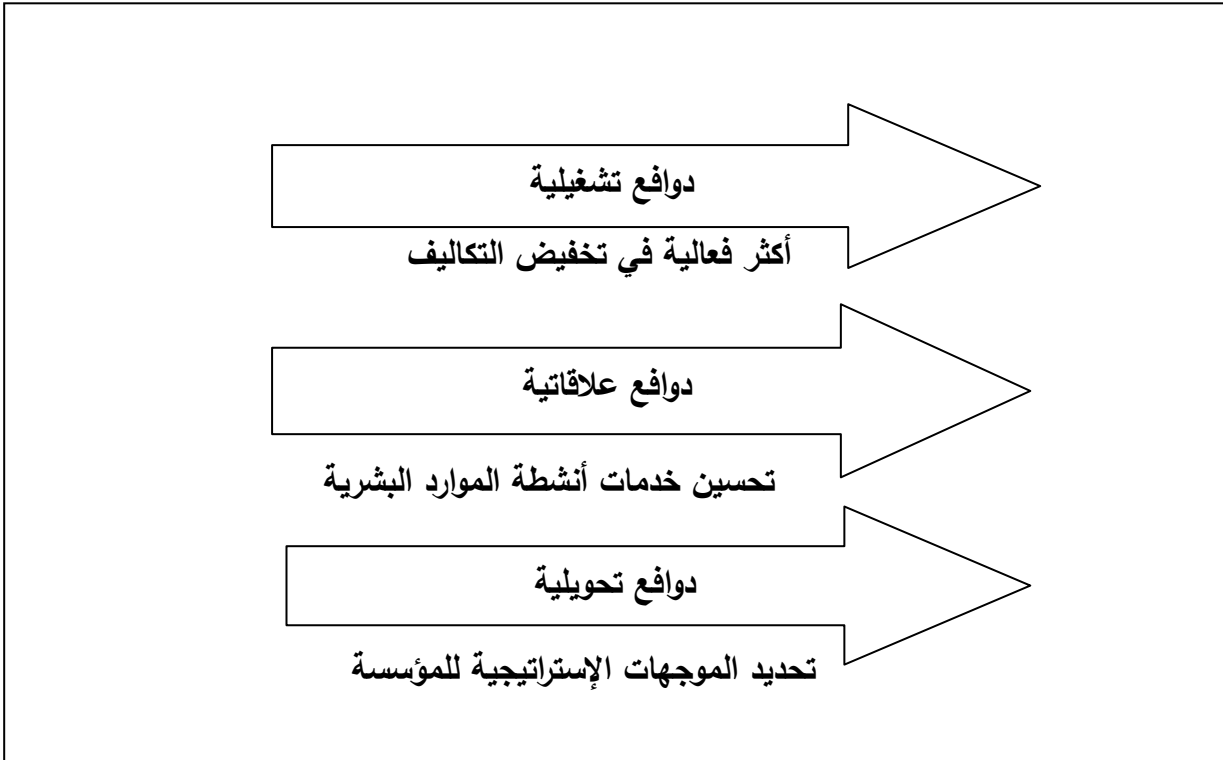 دوافع تشغيلية
أكثر فعالية في تخفيض التكاليف
دوافع علاقاتية
تحسين خدمات أنشطة الموارد البشرية
دوافع تحويلية
تحديد الموجهات الإستراتيجية للمؤسسة